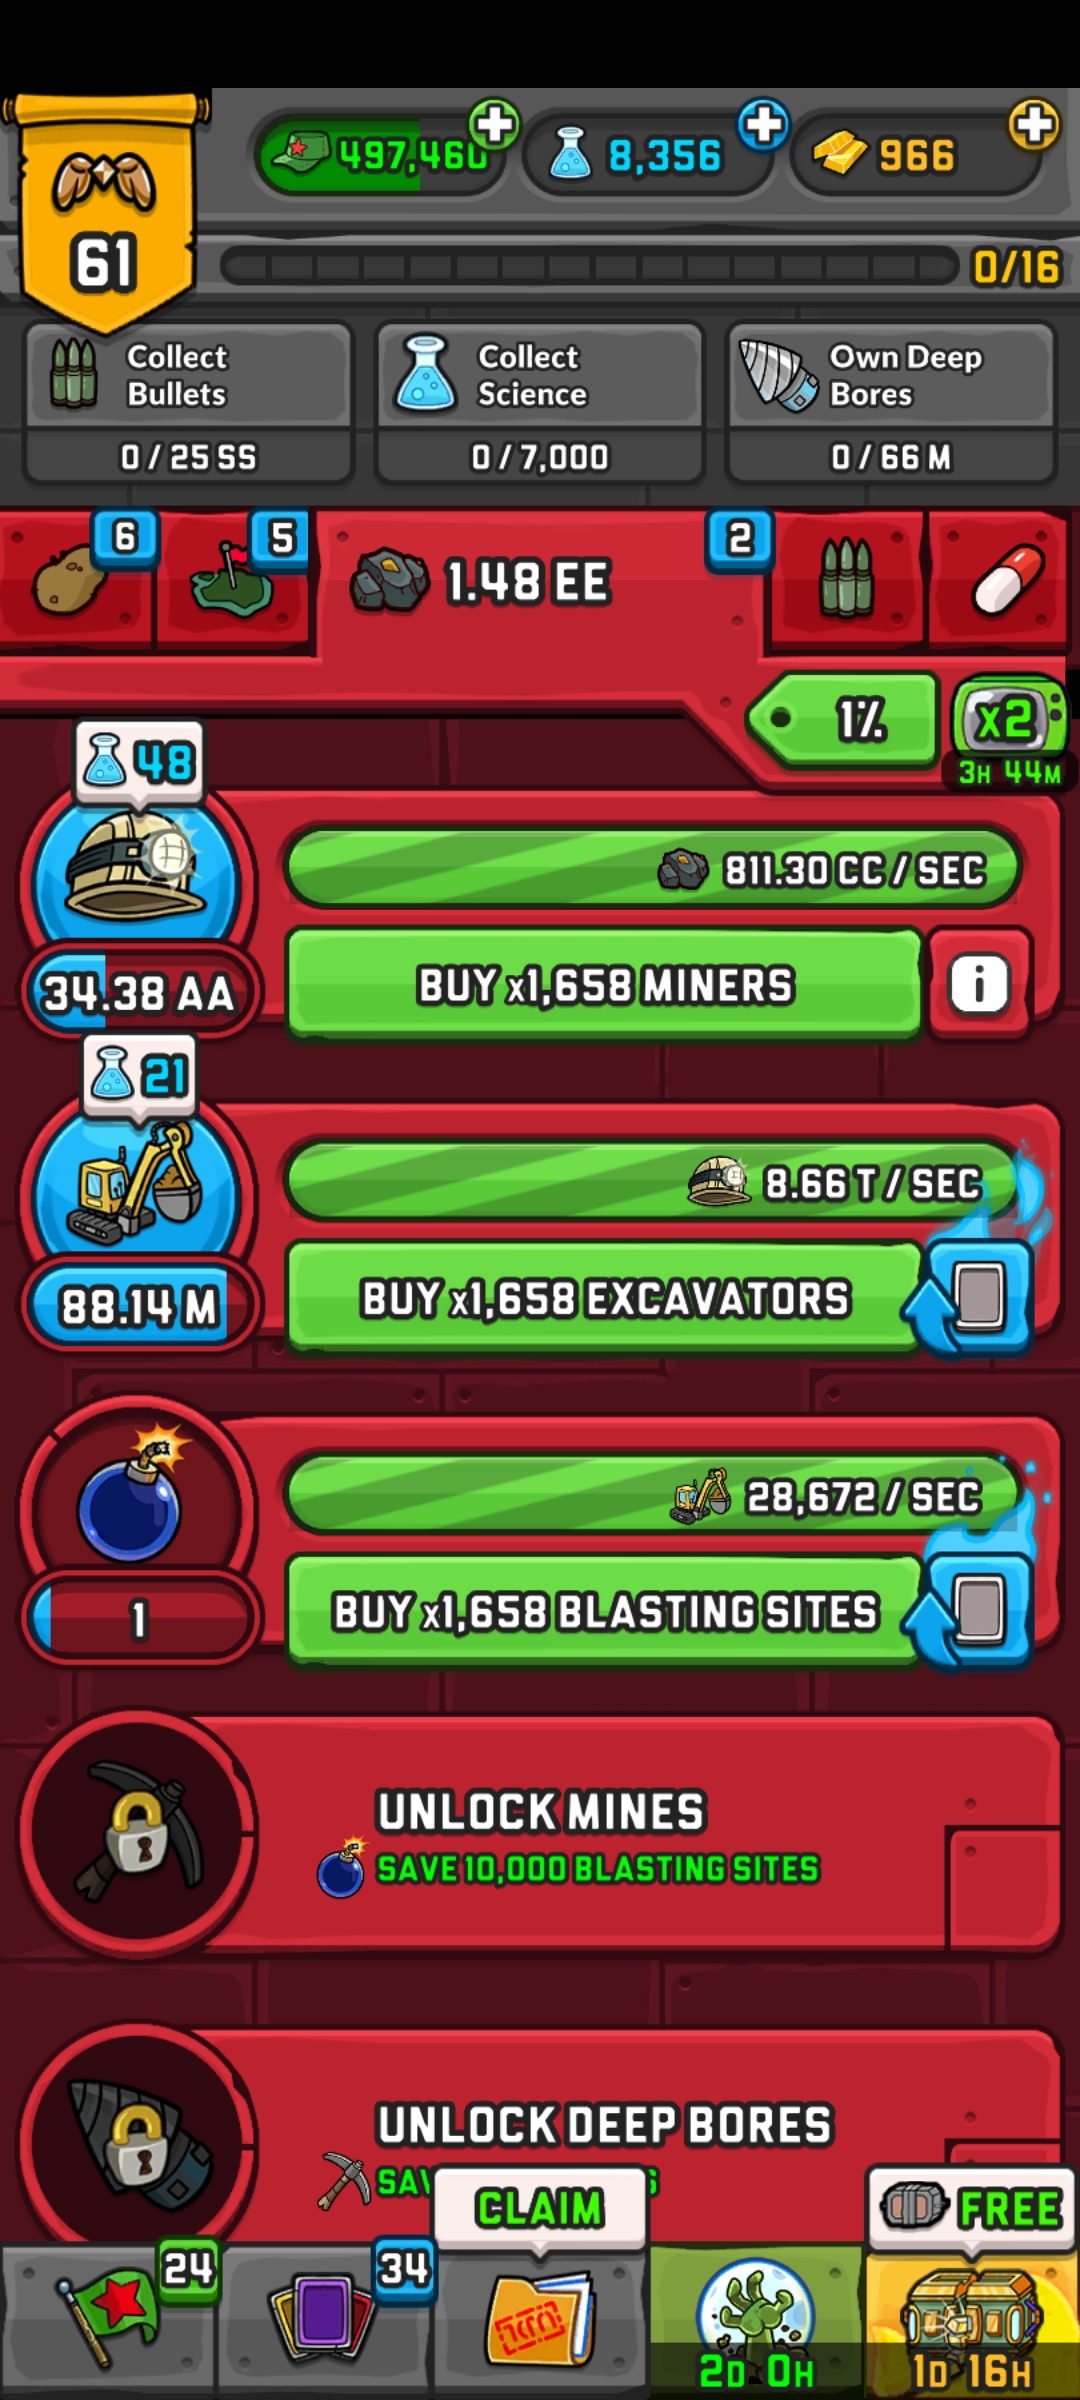 497,460
8,356
966
61
0/16
Collect
Bullets
Collect
Science
Own Deep
Bores
0 / 25 SS
0 / 7,000
0 / 66 M
6
5
1.48 EE
2
1%
x2
3H 44M
48
811.30 CC / SEC
34.38 AA
BUY x1,658 MINERS
i
21
8.66 T / SEC
88.14 M
BUY x1,658 EXCAVATORS
28,672 / SEC
1
BUY x1,658 BLASTING SITES
UNLOCK MINES
SAVE 10,000 BLASTING SITES
UNLOCK DEEP BORES
CLAIM
FREE
24
34
2D 0H
1D 16H